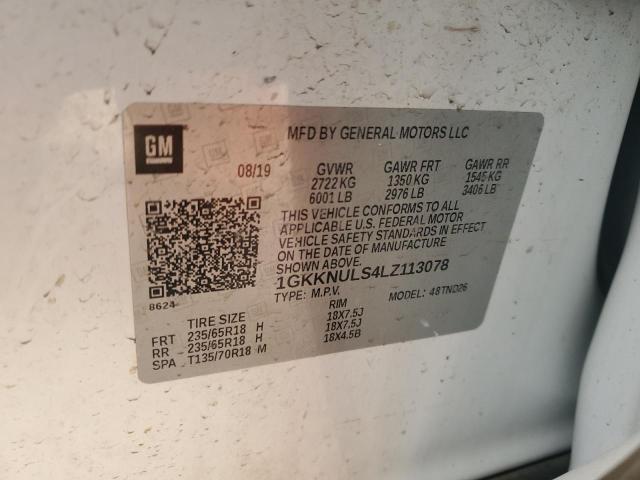 GM
MFD BY GENERAL MOTORS LLC
08/19 GVWR GAWR FRT GAWR RR
2722 KG 1350 KG 1545 KG
6001 LB 2976 LB 3406 LB
THIS VEHICLE CONFORMS TO ALL
APPLICABLE U.S. FEDERAL MOTOR
VEHICLE SAFETY STANDARDS IN EFFECT
ON THE DATE OF MANUFACTURE
SHOWN ABOVE.
1GKKNULS4LZ113078
TYPE: M.P.V. MODEL: 48TND26
8624
TIRE SIZE RIM
FRT 235/65R18 H 18X7.5J
RR 235/65R18 H 18X7.5J
SPA T135/70R18 M 18X4.5B